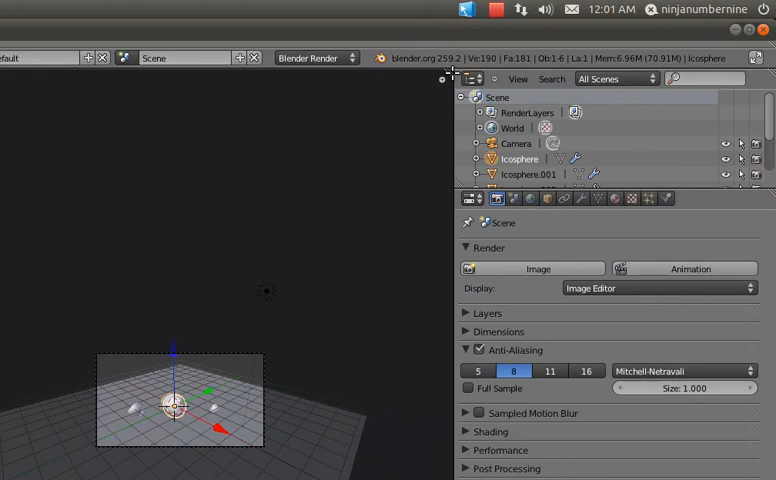 12:01 AM ninjanumbernine
efault Scene Blender Render blender.org 259.2 | Ve:190 | Fa:181 | Ob:1-6 | La:1 | Mem:6.96M (70.91M) | Icosphere
View Search All Scenes
Scene
RenderLayers |
World |
Camera |
Icosphere |
Icosphere.001 |
Scene
Render
Image Animation
Display: Image Editor
Layers
Dimensions
Anti-Aliasing
5 8 11 16 Mitchell-Netravali
Full Sample Size: 1.000
Sampled Motion Blur
Shading
Performance
Post Processing